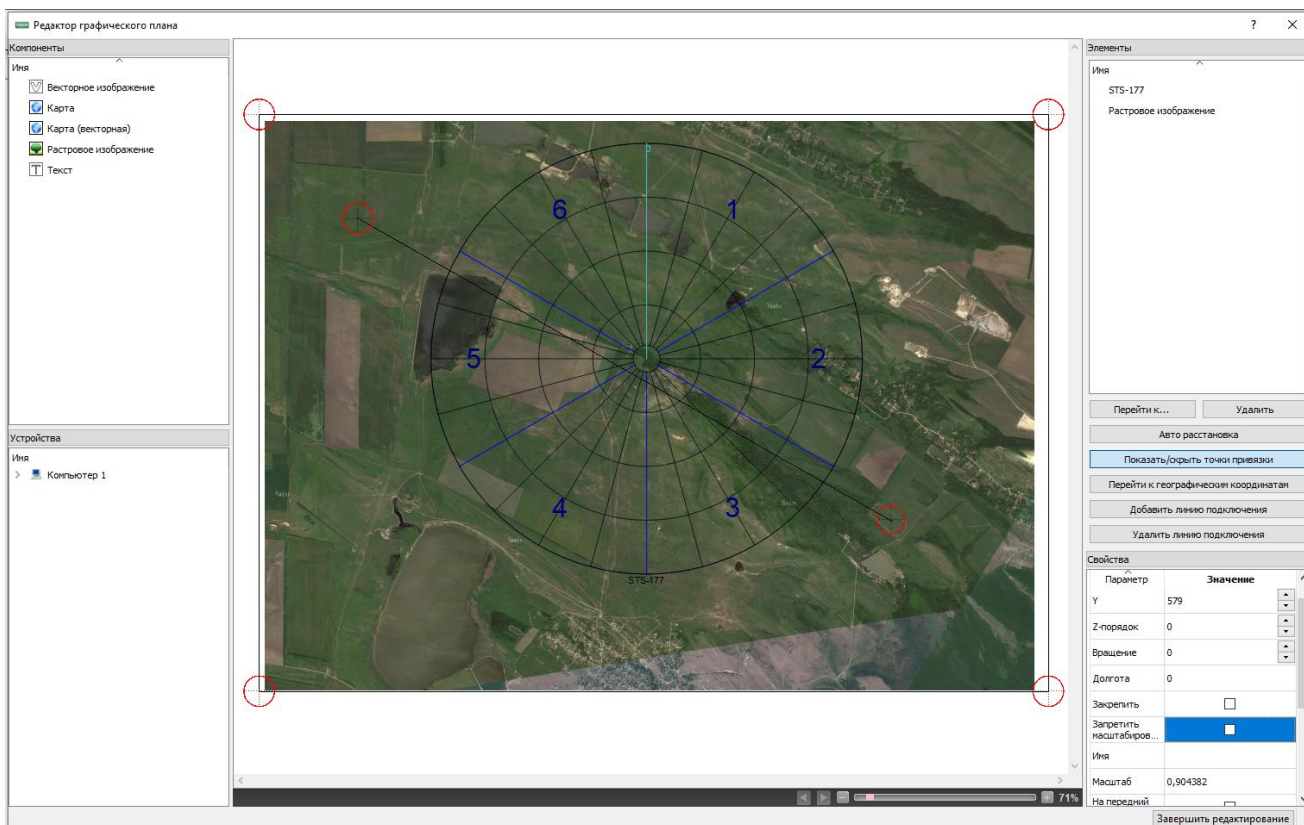 Редактор графического плана
?
Компоненты
Имя
Векторное изображение
Карта
Карта (векторная)
Растровое изображение
Текст
Устройства
Имя
Компьютер 1
6
1
5
2
4
3
STS-177
71%
Элементы
Имя
STS-177
Растровое изображение
Перейти к...
Удалить
Авто расстановка
Показать/скрыть точки привязки
Перейти к географическим координатам
Добавить линию подключения
Удалить линию подключения
Свойства
Параметр Значение
Y 579
Z-порядок 0
Вращение 0
Долгота 0
Закрепить
Запретить
масштабиров...
Имя
Масштаб 0,904382
На передний
Завершить редактирование